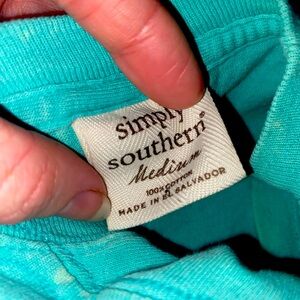 simply
southern
Medium
100% COTTON
MADE IN EL SALVADOR